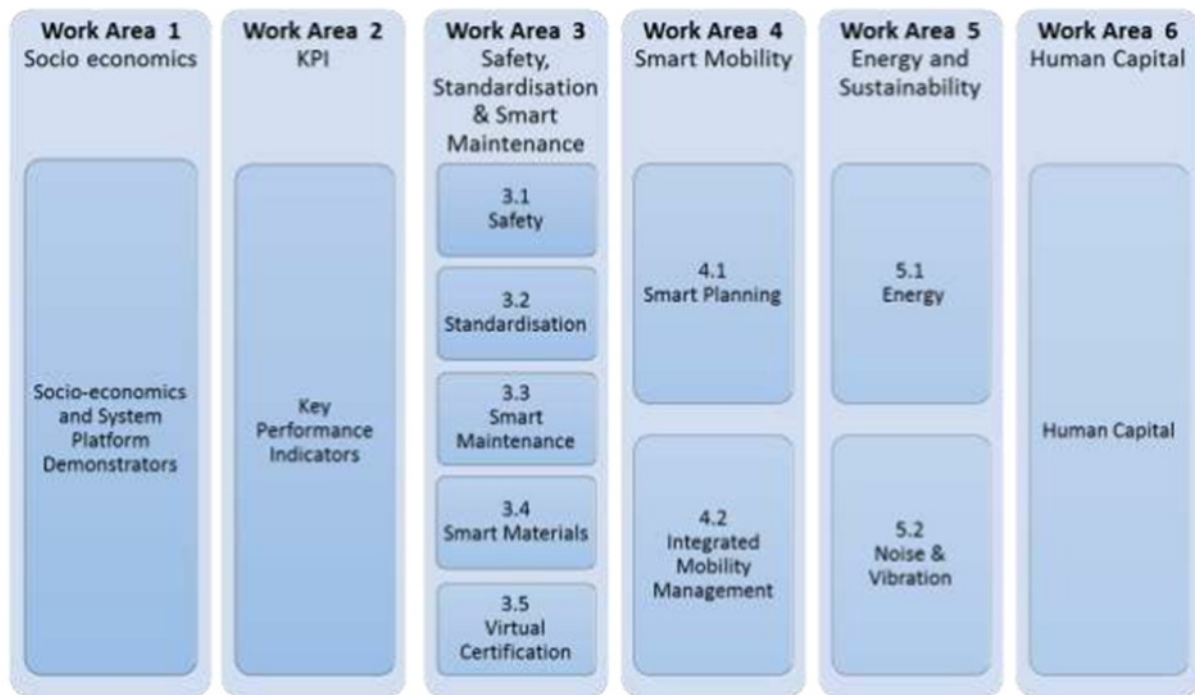 Work Area 1
Socio economics
Socio-economics
and System
Platform
Demonstrators
Work Area 2
KPI
Key
Performance
Indicators
Work Area 3
Safety,
Standardisation
& Smart
Maintenance
3.1
Safety
3.2
Standardisation
3.3
Smart
Maintenance
3.4
Smart Materials
3.5
Virtual
Certification
Work Area 4
Smart Mobility
4.1
Smart Planning
4.2
Integrated
Mobility
Management
Work Area 5
Energy and
Sustainability
5.1
Energy
5.2
Noise &
Vibration
Work Area 6
Human Capital
Human Capital